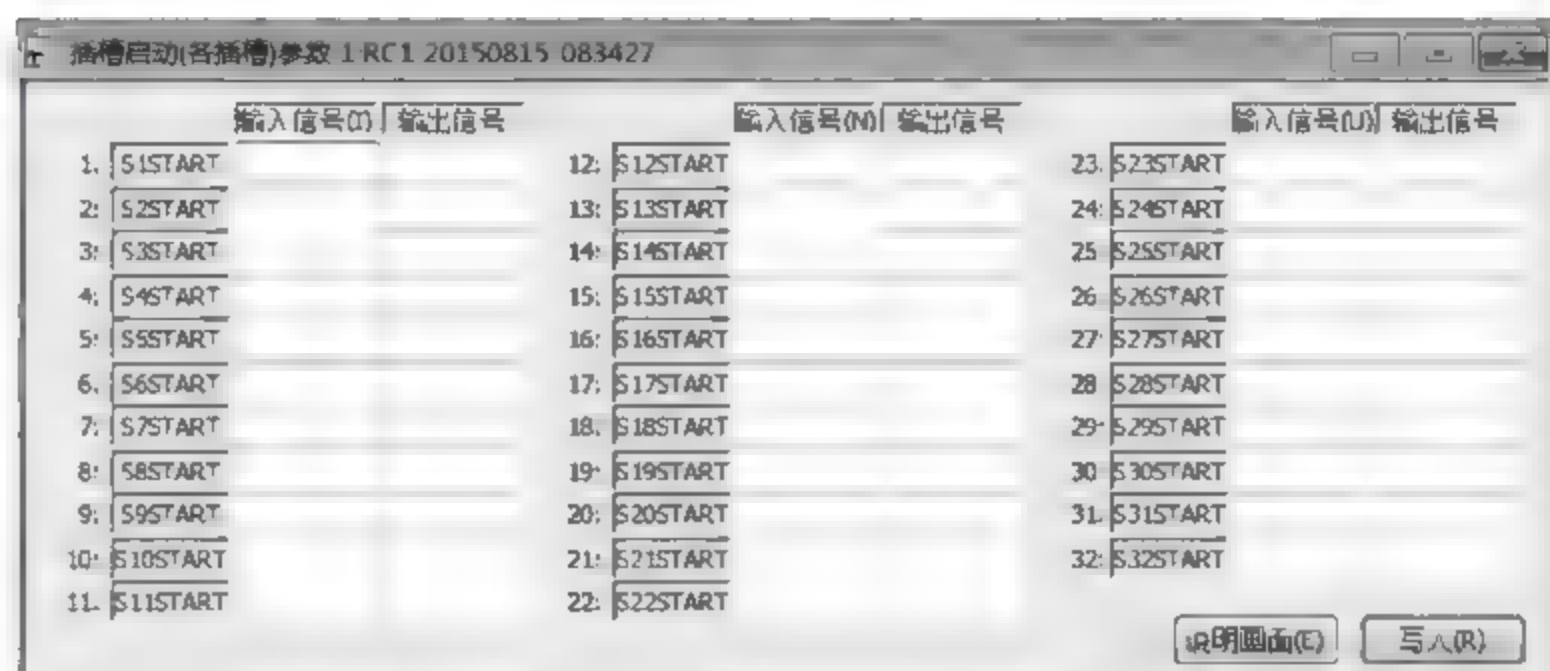 插槽启动(各插槽)参数 1:RC1 20150815-083427
输入信号(I) 输出信号 输入信号(N) 输出信号 输入信号(U) 输出信号
1: S1START 12: S12START 23: S23START
2: S2START 13: S13START 24: S24START
3: S3START 14: S14START 25: S25START
4: S4START 15: S15START 26: S26START
5: S5START 16: S16START 27: S27START
6: S6START 17: S17START 28: S28START
7: S7START 18: S18START 29: S29START
8: S8START 19: S19START 30: S30START
9: S9START 20: S20START 31: S31START
10: S10START 21: S21START 32: S32START
11: S11START 22: S22START
说明画面(E) 写入(R)